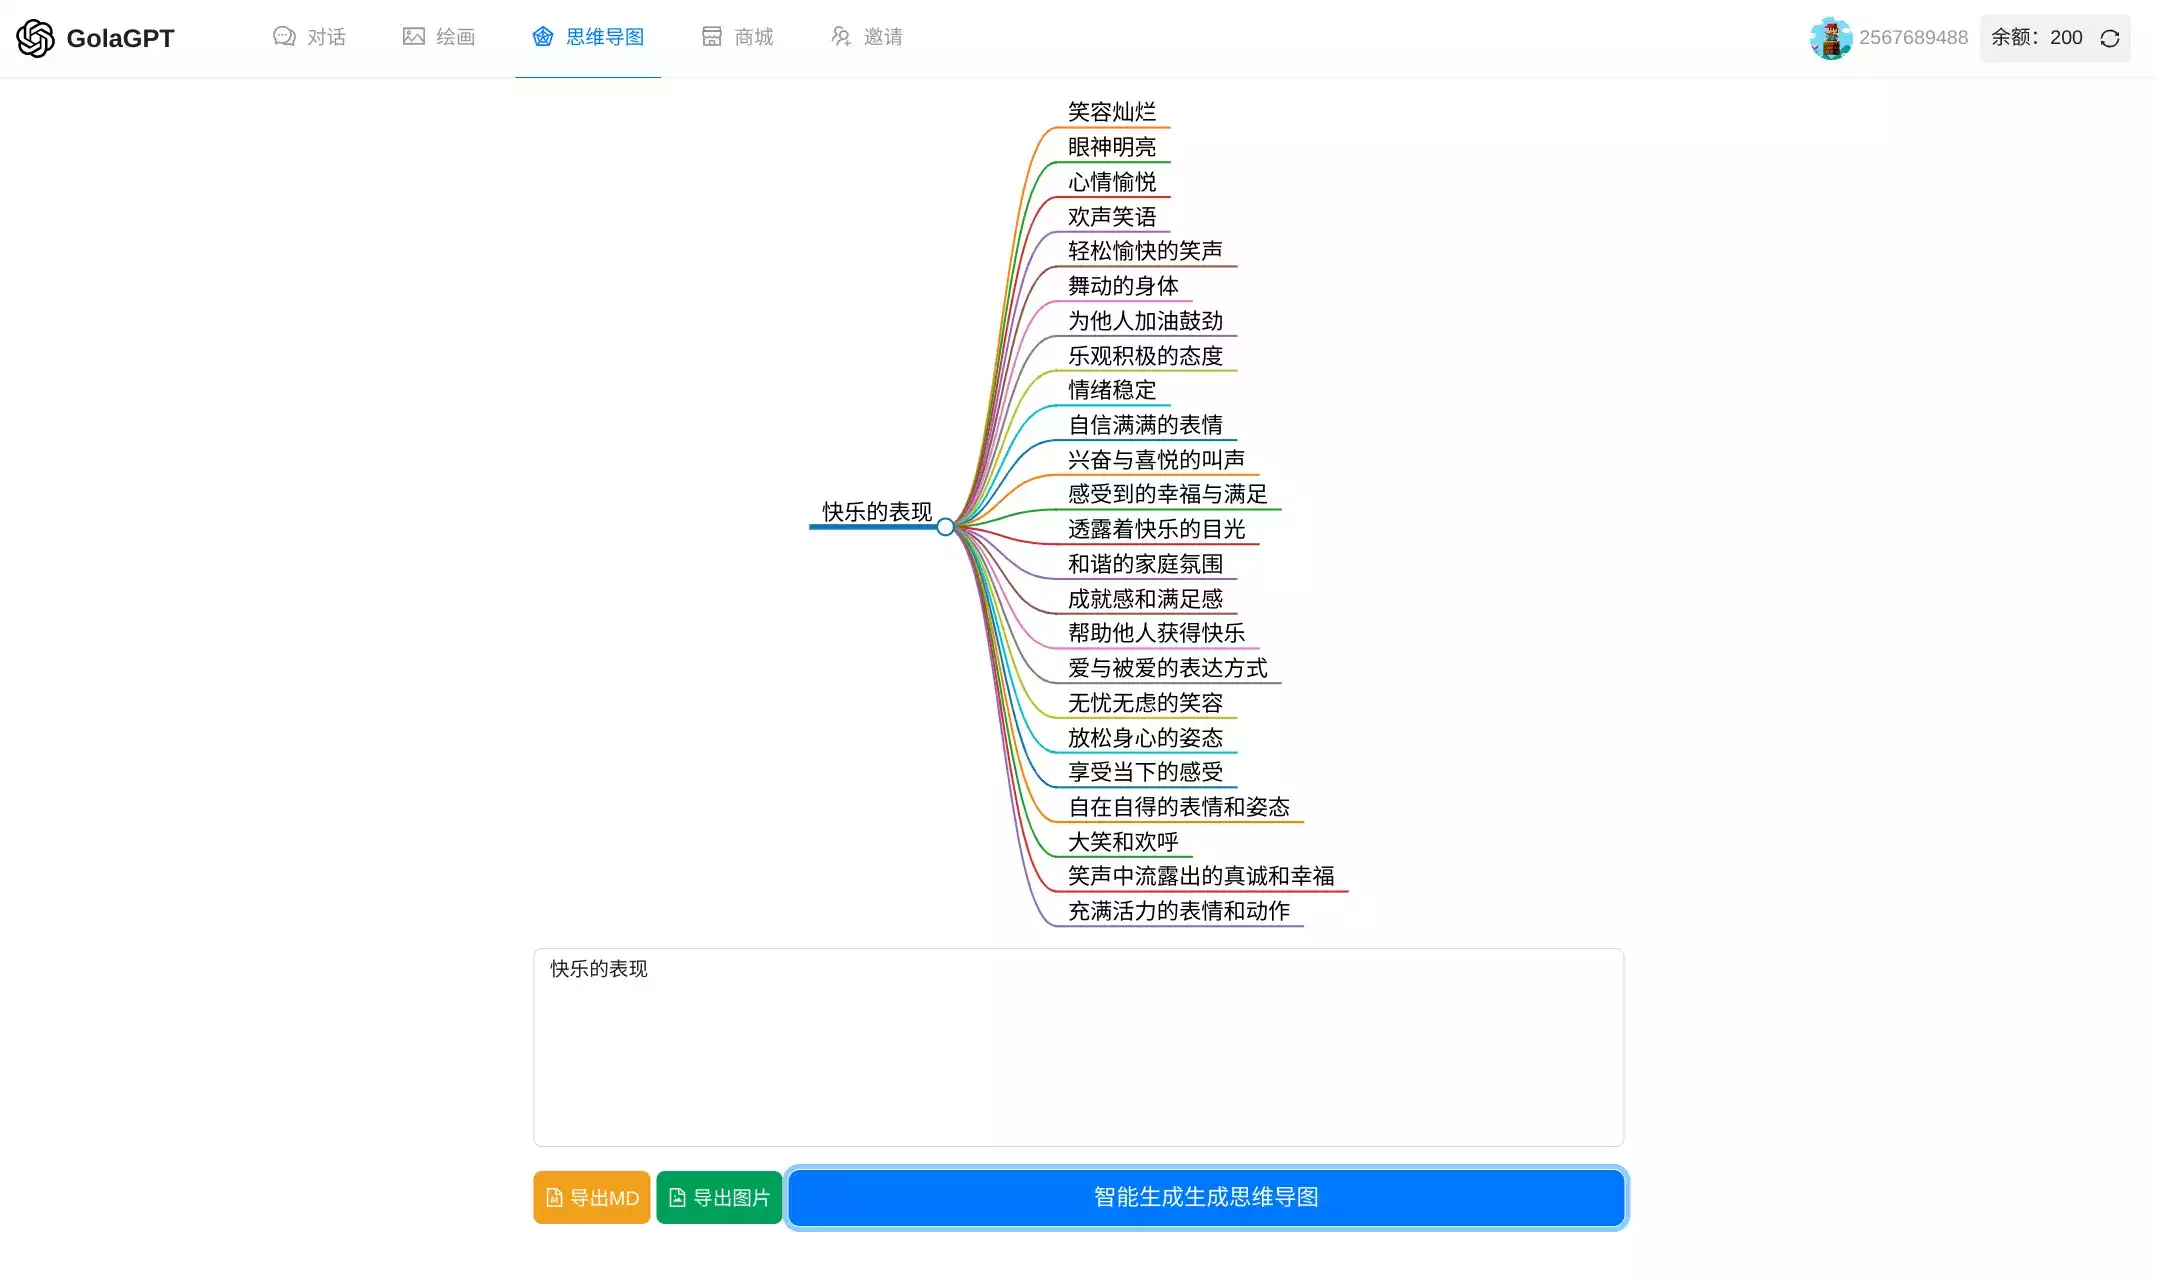 GolaGPT
对话
绘画
思维导图
商城
邀请
2567689488
余额：200
笑容灿烂
眼神明亮
心情愉悦
欢声笑语
轻松愉快的笑声
舞动的身体
为他人加油鼓劲
乐观积极的态度
情绪稳定
自信满满的表情
兴奋与喜悦的叫声
感受到的幸福与满足
快乐的表现
透露着快乐的目光
和谐的家庭氛围
成就感和满足感
帮助他人获得快乐
爱与被爱的表达方式
无忧无虑的笑容
放松身心的姿态
享受当下的感受
自在自得的表情和姿态
大笑和欢呼
笑声中流露出的真诚和幸福
充满活力的表情和动作
快乐的表现
导出MD
导出图片
智能生成生成思维导图